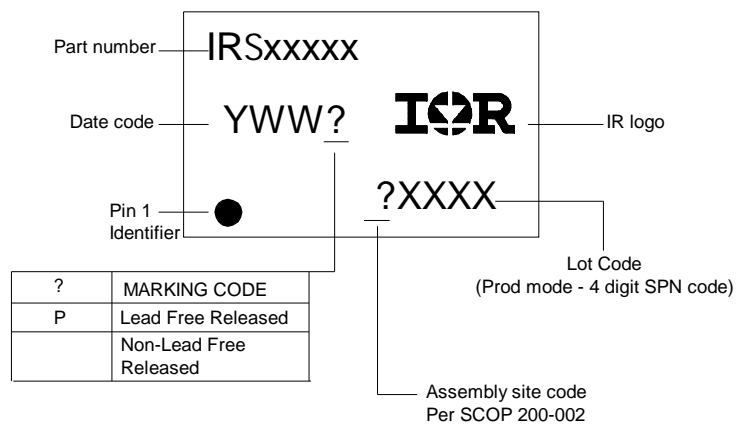 Part number
IRSxxxxx
Date code
YWW?
IOR
IR logo
?XXXX
Pin 1
Identifier
Lot Code
(Prod mode - 4 digit SPN code)
? MARKING CODE
P Lead Free Released
Non-Lead Free
Released
Assembly site code
Per SCOP 200-002